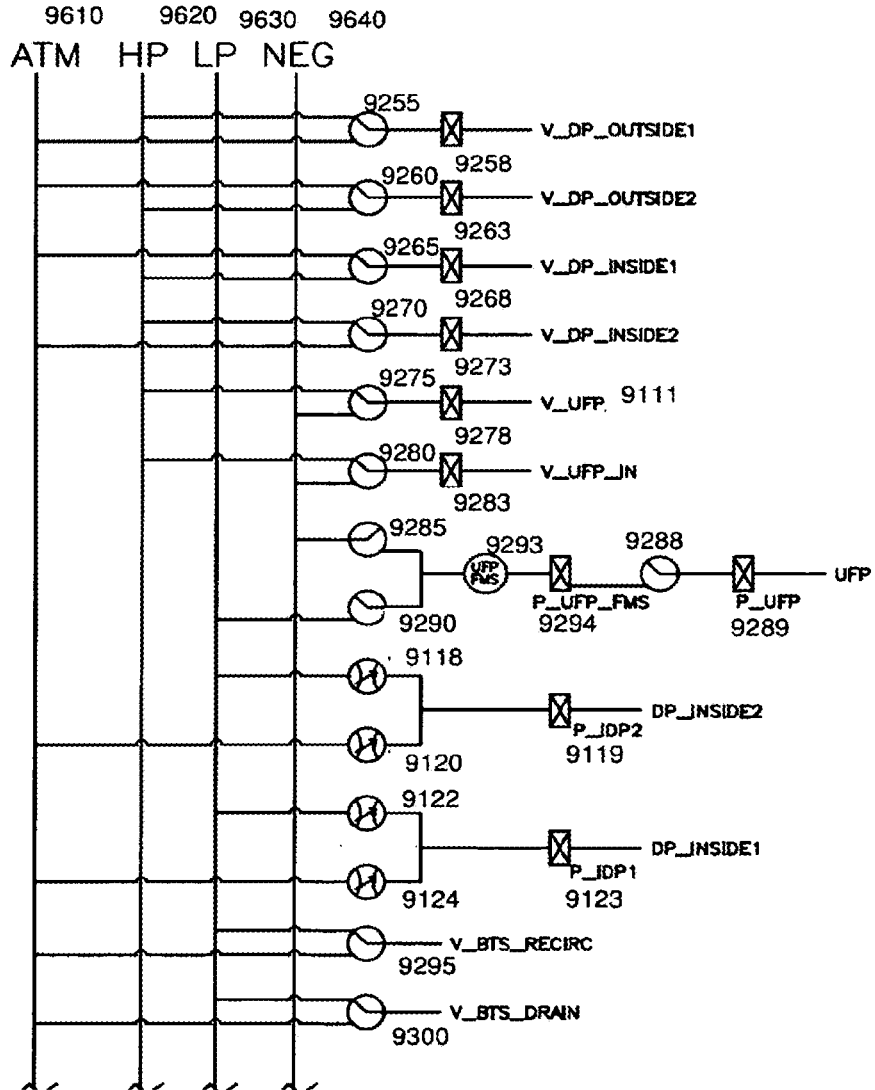 9610 9620 9630 9640
ATM HP LP NEG
9255
V_DP_OUTSIDE1
9258
9260
V_DP_OUTSIDE2
9263
9265
V_DP_INSIDE1
9268
9270
V_DP_INSIDE2
9273
9275
V_UFP 9111
9278
9280
V_UFP_IN
9283
9285
9293 9288
UFP
FMS
UFP
P_UFP_FMS P_UFP
9290 9294 9289
9118
DP_INSIDE2
P_IDP2
9120 9119
9122
DP_INSIDE1
P_IDP1
9124 9123
V_BTS_RECIRC
9295
V_BTS_DRAIN
9300